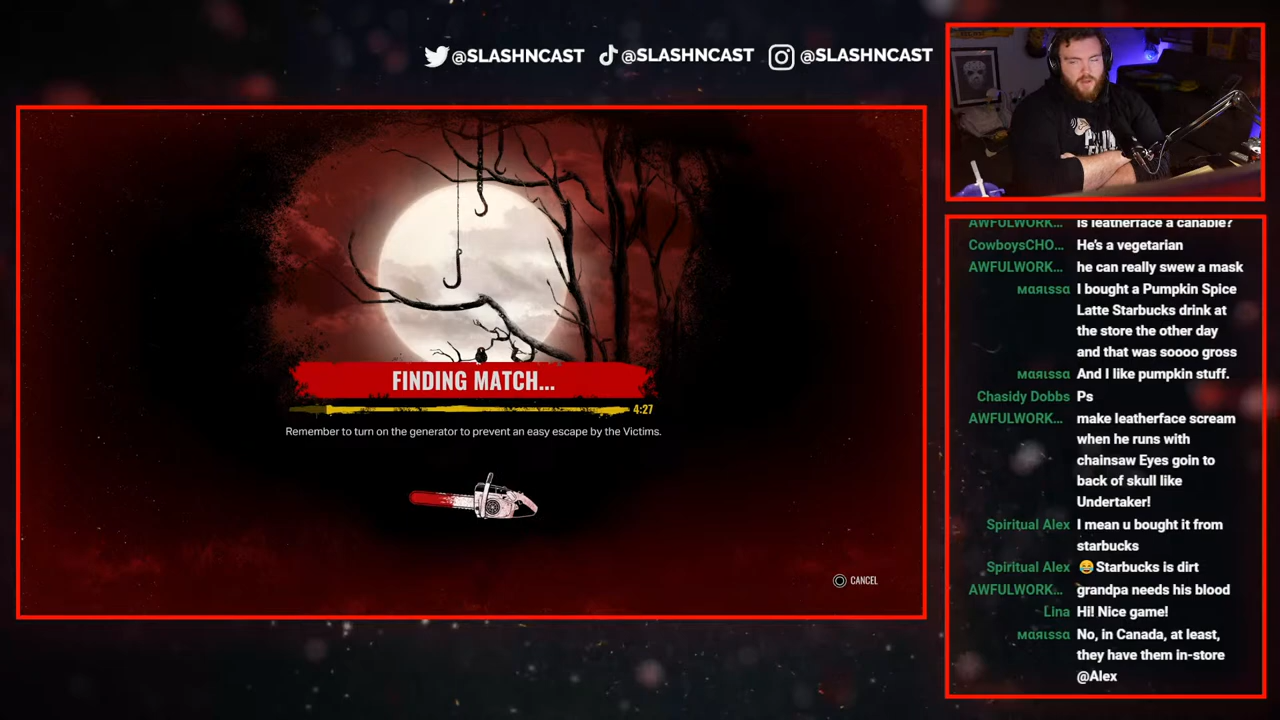 @SLASHNCAST @SLASHNCAST @SLASHNCAST
FINDING MATCH...
4:27
Remember to turn on the generator to prevent an easy escape by the Victims.
CANCEL
AWFULWORK... is leatherface a canable?
CowboysCHO... He's a vegetarian
AWFULWORK... he can really swew a mask
мαяιѕѕα I bought a Pumpkin Spice
Latte Starbucks drink at
the store the other day
and that was soooo gross
мαяιѕѕα And I like pumpkin stuff.
Chasidy Dobbs Ps
AWFULWORK... make leatherface scream
when he runs with
chainsaw Eyes goin to
back of skull like
Undertaker!
Spiritual Alex I mean u bought it from
starbucks
Spiritual Alex 😂 Starbucks is dirt
AWFULWORK... grandpa needs his blood
Lina Hi! Nice game!
мαяιѕѕα No, in Canada, at least,
they have them in-store
@Alex